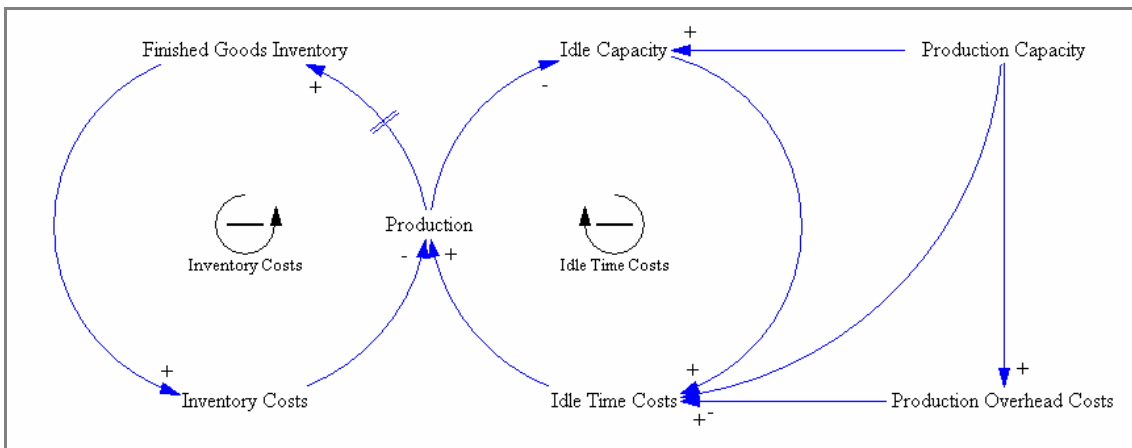 Finished Goods Inventory
Idle Capacity
+
Production Capacity
+
-
Production
Inventory Costs
Idle Time Costs
-
+
+
+
+
Inventory Costs
Idle Time Costs
+
-
Production Overhead Costs